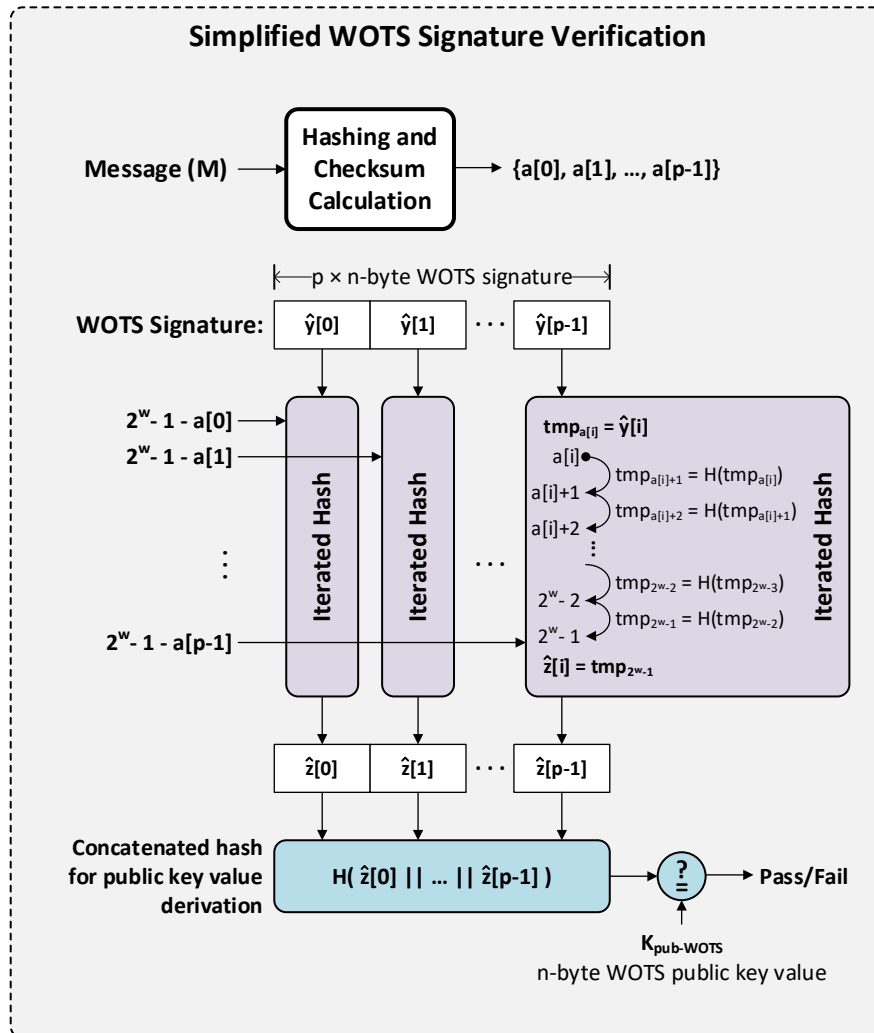 Simplified WOTS Signature Verification
Message (M)
Hashing and
Checksum
Calculation
{a[0], a[1], …, a[p-1]}
p × n-byte WOTS signature
WOTS Signature:
ŷ[0]
ŷ[1]
· · ·
ŷ[p-1]
2ʷ- 1 - a[0]
2ʷ- 1 - a[1]
⋮
2ʷ- 1 - a[p-1]
Iterated Hash
Iterated Hash
· · ·
Iterated Hash
tmpₐ[ᵢ] = ŷ[i]
a[i]
tmpₐ[ᵢ]₊₁ = H(tmpₐ[ᵢ])
a[i]+1
tmpₐ[ᵢ]₊₂ = H(tmpₐ[ᵢ]₊₁)
a[i]+2
⋮
tmp₂ʷ₋₂ = H(tmp₂ʷ₋₃)
2ʷ- 2
tmp₂ʷ₋₁ = H(tmp₂ʷ₋₂)
2ʷ- 1
ẑ[i] = tmp₂ʷ₋₁
ẑ[0]
ẑ[1]
· · ·
ẑ[p-1]
Concatenated hash
for public key value
derivation
H( ẑ[0] || … || ẑ[p-1] )
?
=
Pass/Fail
Kpub-WOTS
n-byte WOTS public key value